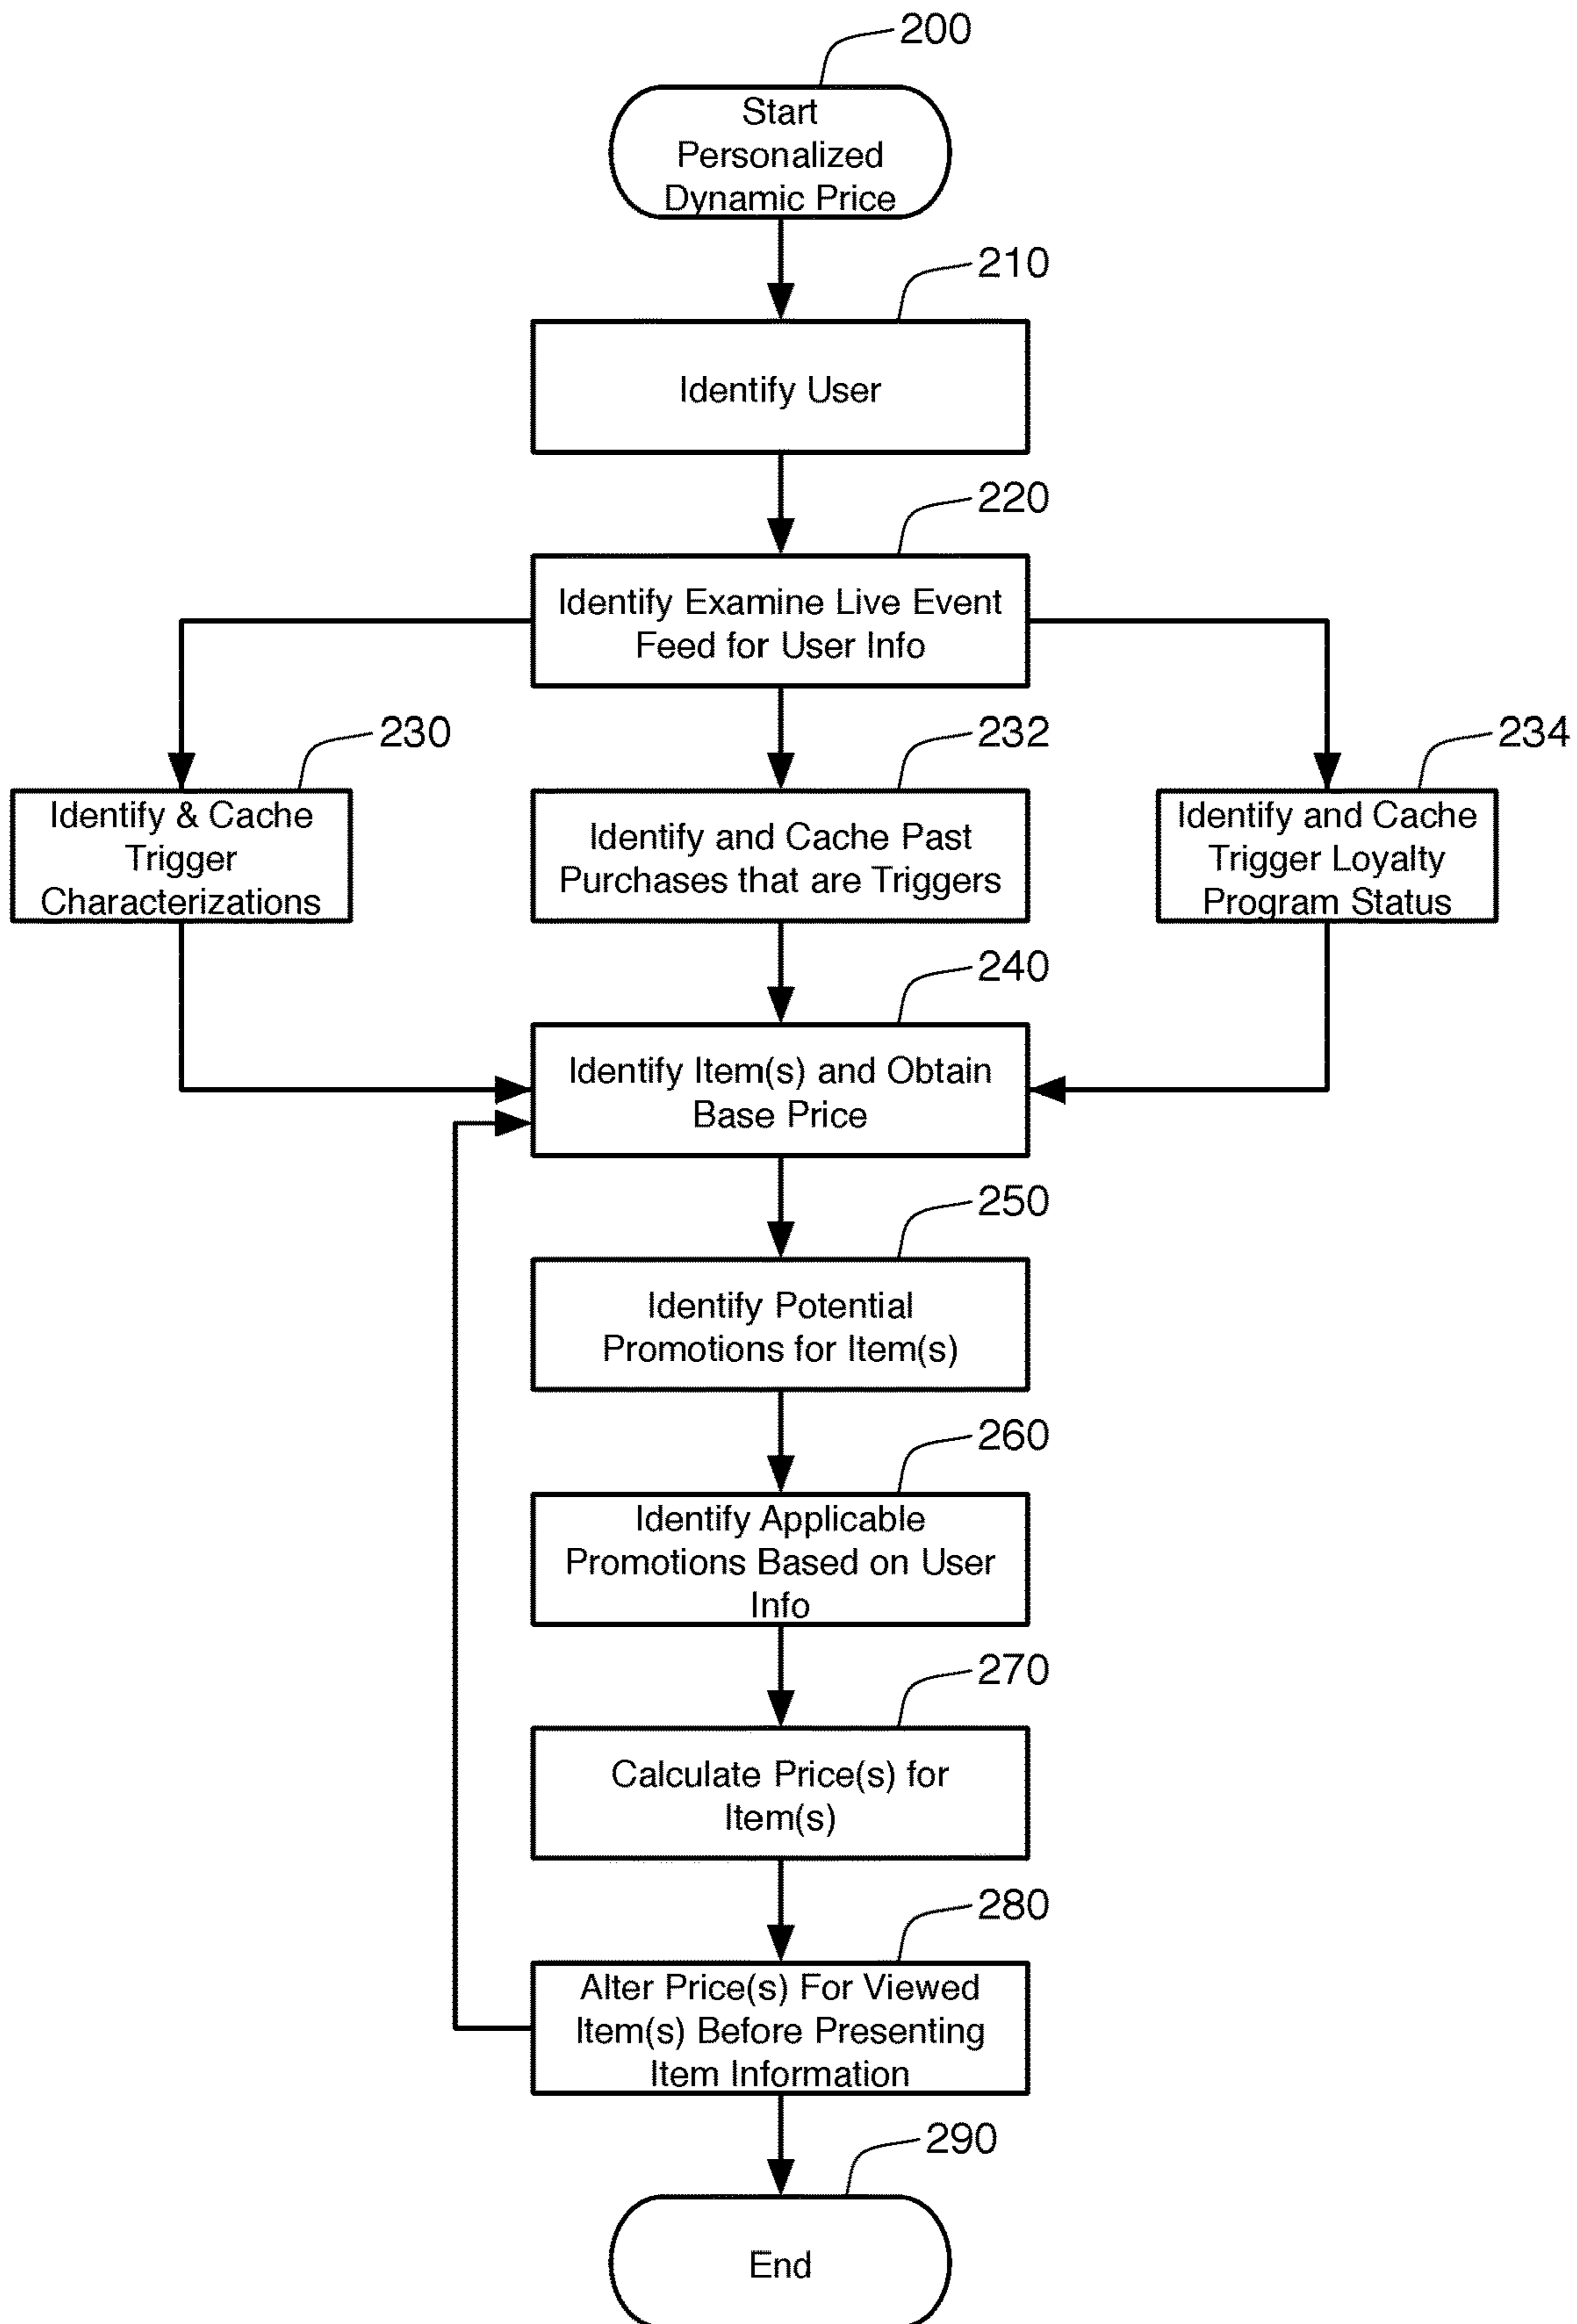 200
Start
Personalized
Dynamic Price
210
Identify User
220
Identify Examine Live Event
Feed for User Info
230
Identify & Cache
Trigger
Characterizations
232
Identify and Cache Past
Purchases that are Triggers
234
Identify and Cache
Trigger Loyalty
Program Status
240
Identify Item(s) and Obtain
Base Price
250
Identify Potential
Promotions for Item(s)
260
Identify Applicable
Promotions Based on User
Info
270
Calculate Price(s) for
Item(s)
280
Alter Price(s) For Viewed
Item(s) Before Presenting
Item Information
290
End